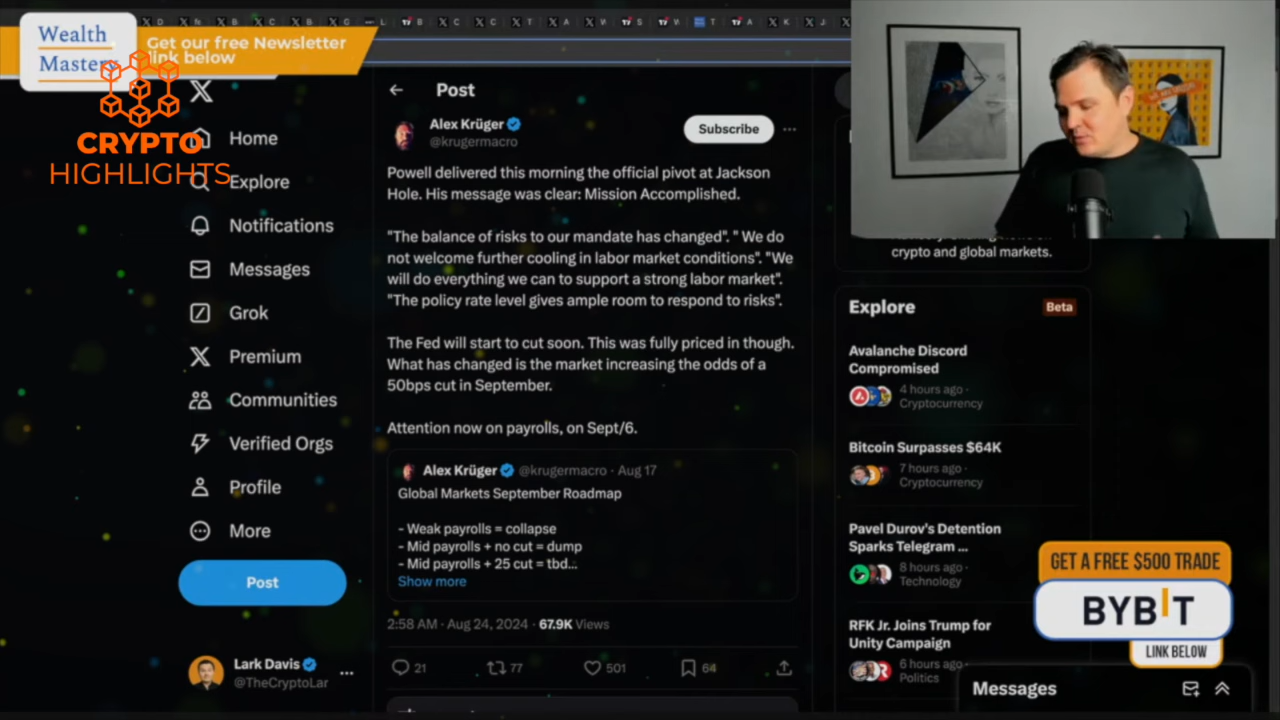 Wealth
Get our free Newsletter
link below
CRYPTO
HIGHLIGHTS
Home
Explore
Notifications
Messages
Grok
Premium
Communities
Verified Orgs
Profile
More
Post
Lark Davis
@TheCryptoLar
Post
Alex Krüger
@krugermacro
Subscribe
Powell delivered this morning the official pivot at Jackson
Hole. His message was clear: Mission Accomplished.
"The balance of risks to our mandate has changed". " We do
not welcome further cooling in labor market conditions". "We
will do everything we can to support a strong labor market".
"The policy rate level gives ample room to respond to risks".
The Fed will start to cut soon. This was fully priced in though.
What has changed is the market increasing the odds of a
50bps cut in September.
Attention now on payrolls, on Sept/6.
Alex Krüger @krugermacro · Aug 17
Global Markets September Roadmap
- Weak payrolls = collapse
- Mid payrolls + no cut = dump
- Mid payrolls + 25 cut = tbd...
Show more
2:58 AM · Aug 24, 2024 · 67.9K Views
21 77 501 64
crypto and global markets.
Explore Beta
Avalanche Discord
Compromised
4 hours ago ·
Cryptocurrency
Bitcoin Surpasses $64K
7 hours ago ·
Cryptocurrency
Pavel Durov's Detention
Sparks Telegram ...
8 hours ago ·
Technology
RFK Jr. Joins Trump for
Unity Campaign
6 hours ago ·
Politics
GET A FREE $500 TRADE
BYBIT
LINK BELOW
Messages